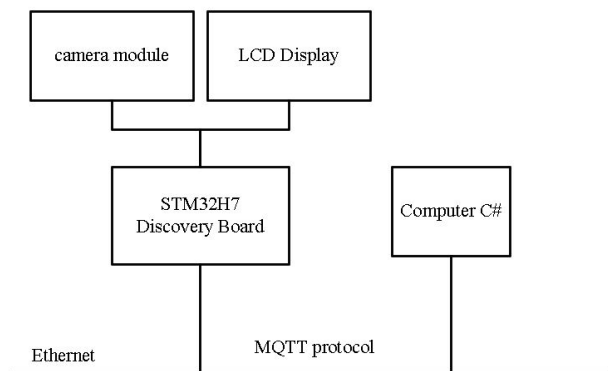 camera module
LCD Display
STM32H7
Discovery Board
Computer C#
MQTT protocol
Ethernet